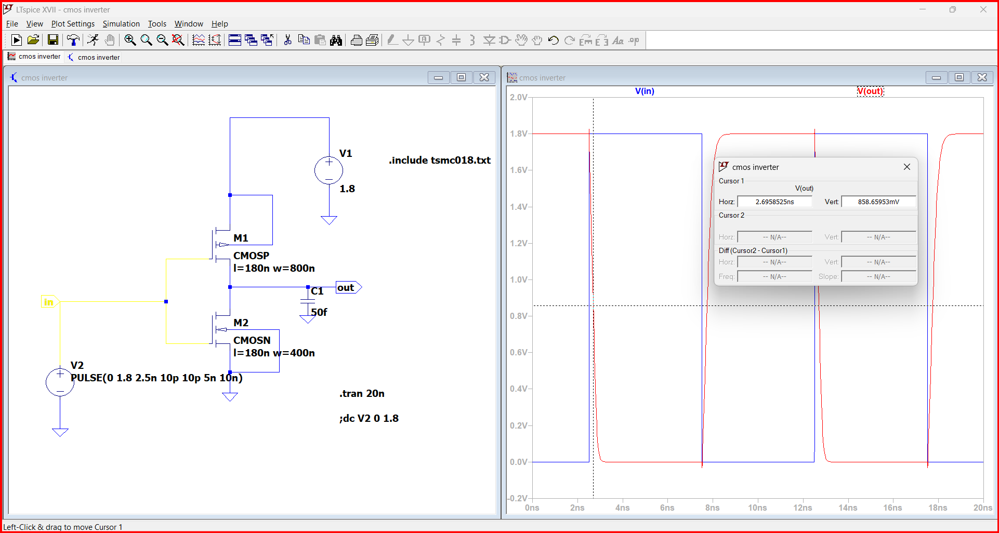 LTspice XVII - cmos inverter
File View Plot Settings Simulation Tools Window Help
cmos inverter
cmos inverter
cmos inverter
V1
1.8
.include tsmc018.txt
M1
CMOSP
l=180n w=800n
out
C1
50f
in
M2
CMOSN
l=180n w=400n
V2
PULSE(0 1.8 2.5n 10p 10p 5n 10n)
.tran 20n
;dc V2 0 1.8
cmos inverter
V(in)
V(out)
2.0V
1.8V
1.6V
1.4V
1.2V
1.0V
0.8V
0.6V
0.4V
0.2V
0.0V
-0.2V
0ns 2ns 4ns 6ns 8ns 10ns 12ns 14ns 16ns 18ns 20ns
cmos inverter
Cursor 1
V(out)
Horz: 2.6958525ns Vert: 858.65953mV
Cursor 2
Horz: -- N/A-- Vert: -- N/A--
Diff (Cursor2 - Cursor1)
Horz: -- N/A-- Vert: -- N/A--
Freq: -- N/A-- Slope: -- N/A--
Left-Click & drag to move Cursor 1